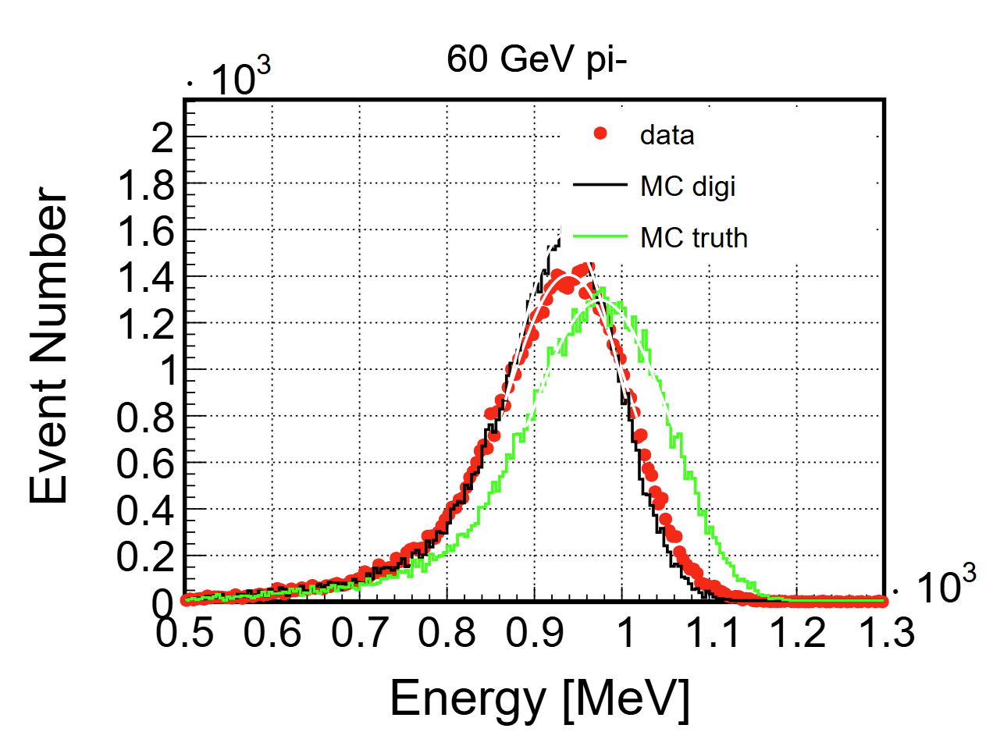 60 GeV pi-
· 10³
2
1.8
1.6
1.4
1.2
1
0.8
0.6
0.4
0.2
0
Event Number
data
MC digi
MC truth
0.5 0.6 0.7 0.8 0.9 1 1.1 1.2 1.3
· 10³
Energy [MeV]